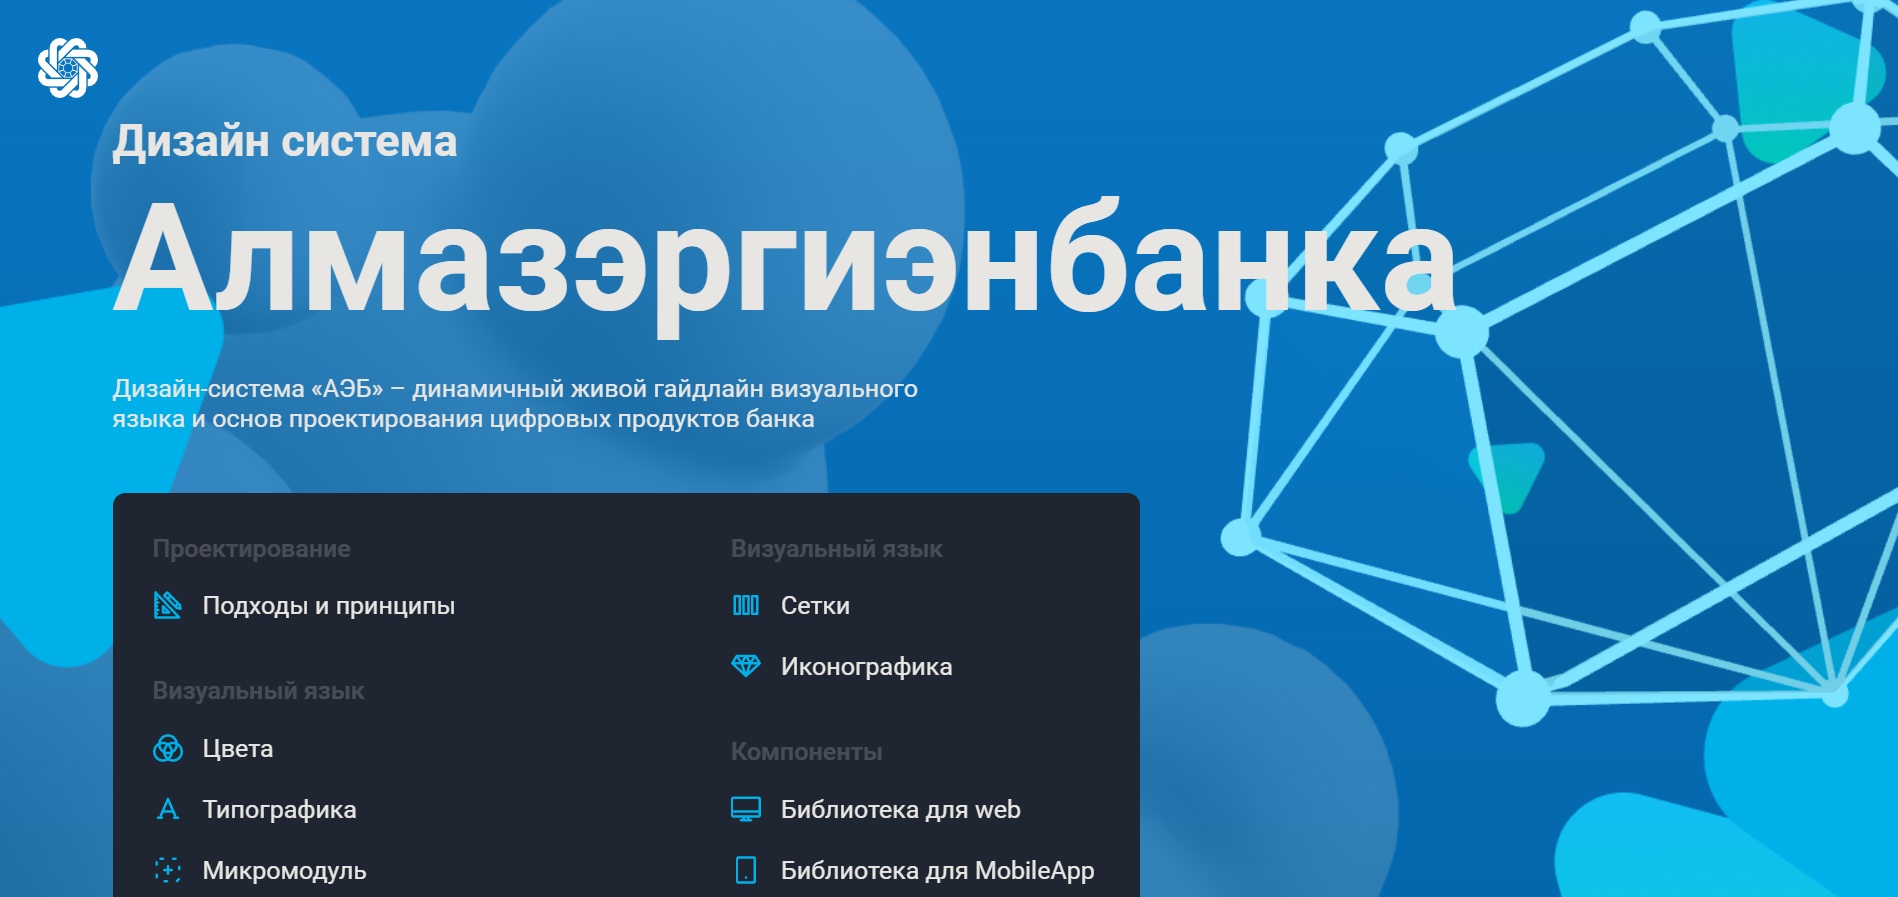 Дизайн система
Алмазэргиэнбанка
Дизайн-система «АЭБ» – динамичный живой гайдлайн визуального
языка и основ проектирования цифровых продуктов банка
Проектирование
Подходы и принципы
Визуальный язык
Цвета
Типографика
Микромодуль
Визуальный язык
Сетки
Иконографика
Компоненты
Библиотека для web
Библиотека для MobileApp